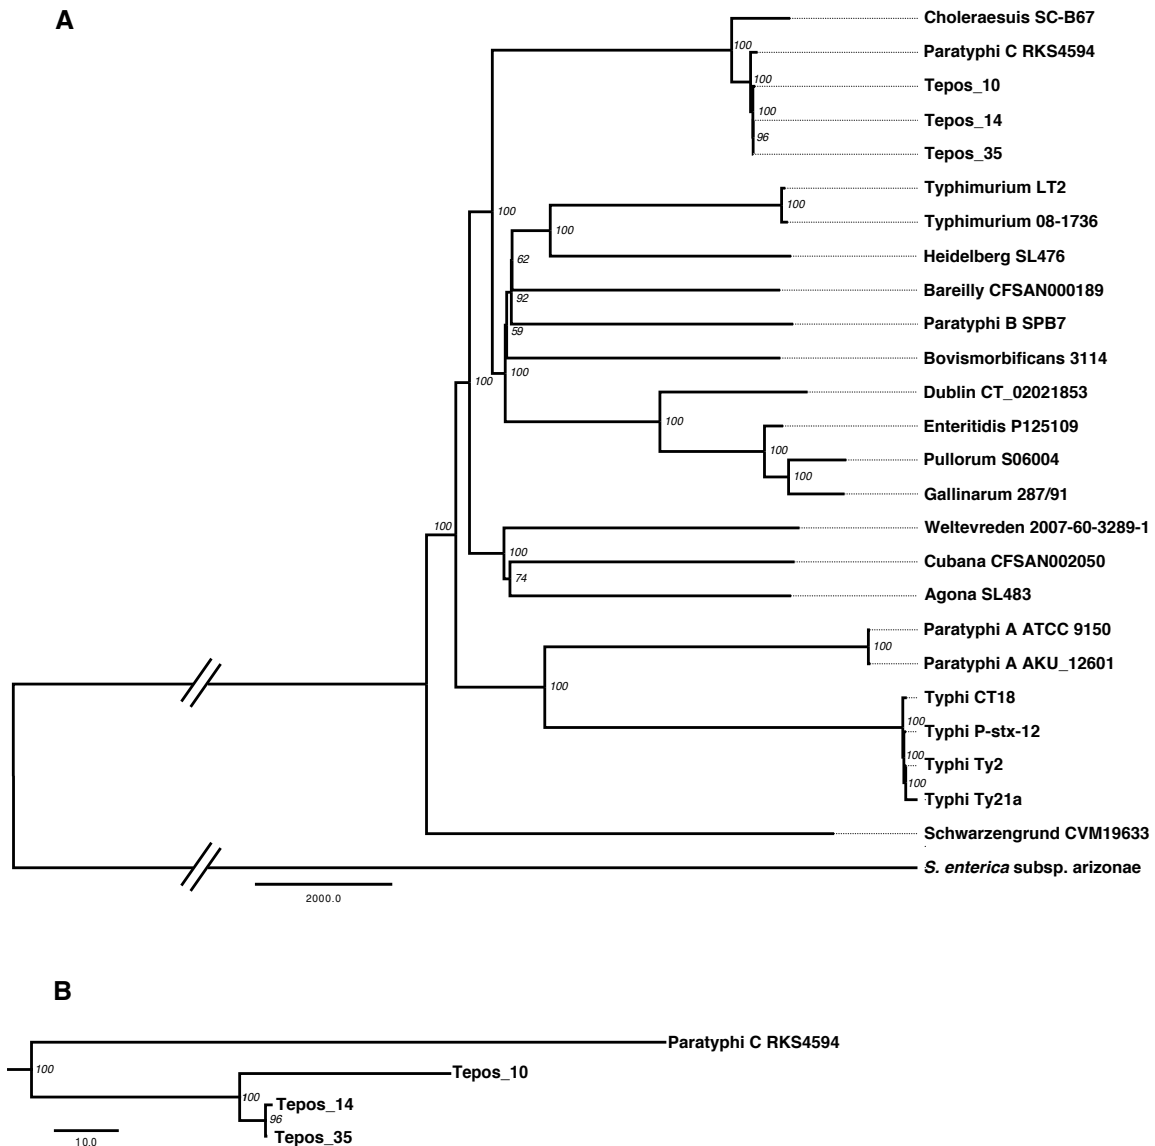 A
Choleraesuis SC-B67
100
Paratyphi C RKS4594
100
Tepos_10
100
Tepos_14
96
Tepos_35
Typhimurium LT2
100
Typhimurium 08-1736
100
100
Heidelberg SL476
62
Bareilly CFSAN000189
92
Paratyphi B SPB7
59
Bovismorbificans 3114
100
100
Dublin CT_02021853
100
Enteritidis P125109
100
Pullorum S06004
100
Gallinarum 287/91
100
Weltevreden 2007-60-3289-1
100
Cubana CFSAN002050
74
Agona SL483
Paratyphi A ATCC 9150
100
Paratyphi A AKU_12601
100
Typhi CT18
100
Typhi P-stx-12
100
Typhi Ty2
100
Typhi Ty21a
Schwarzengrund CVM19633
S. enterica subsp. arizonae
2000.0
B
Paratyphi C RKS4594
100
Tepos_10
100
Tepos_14
96
Tepos_35
10.0